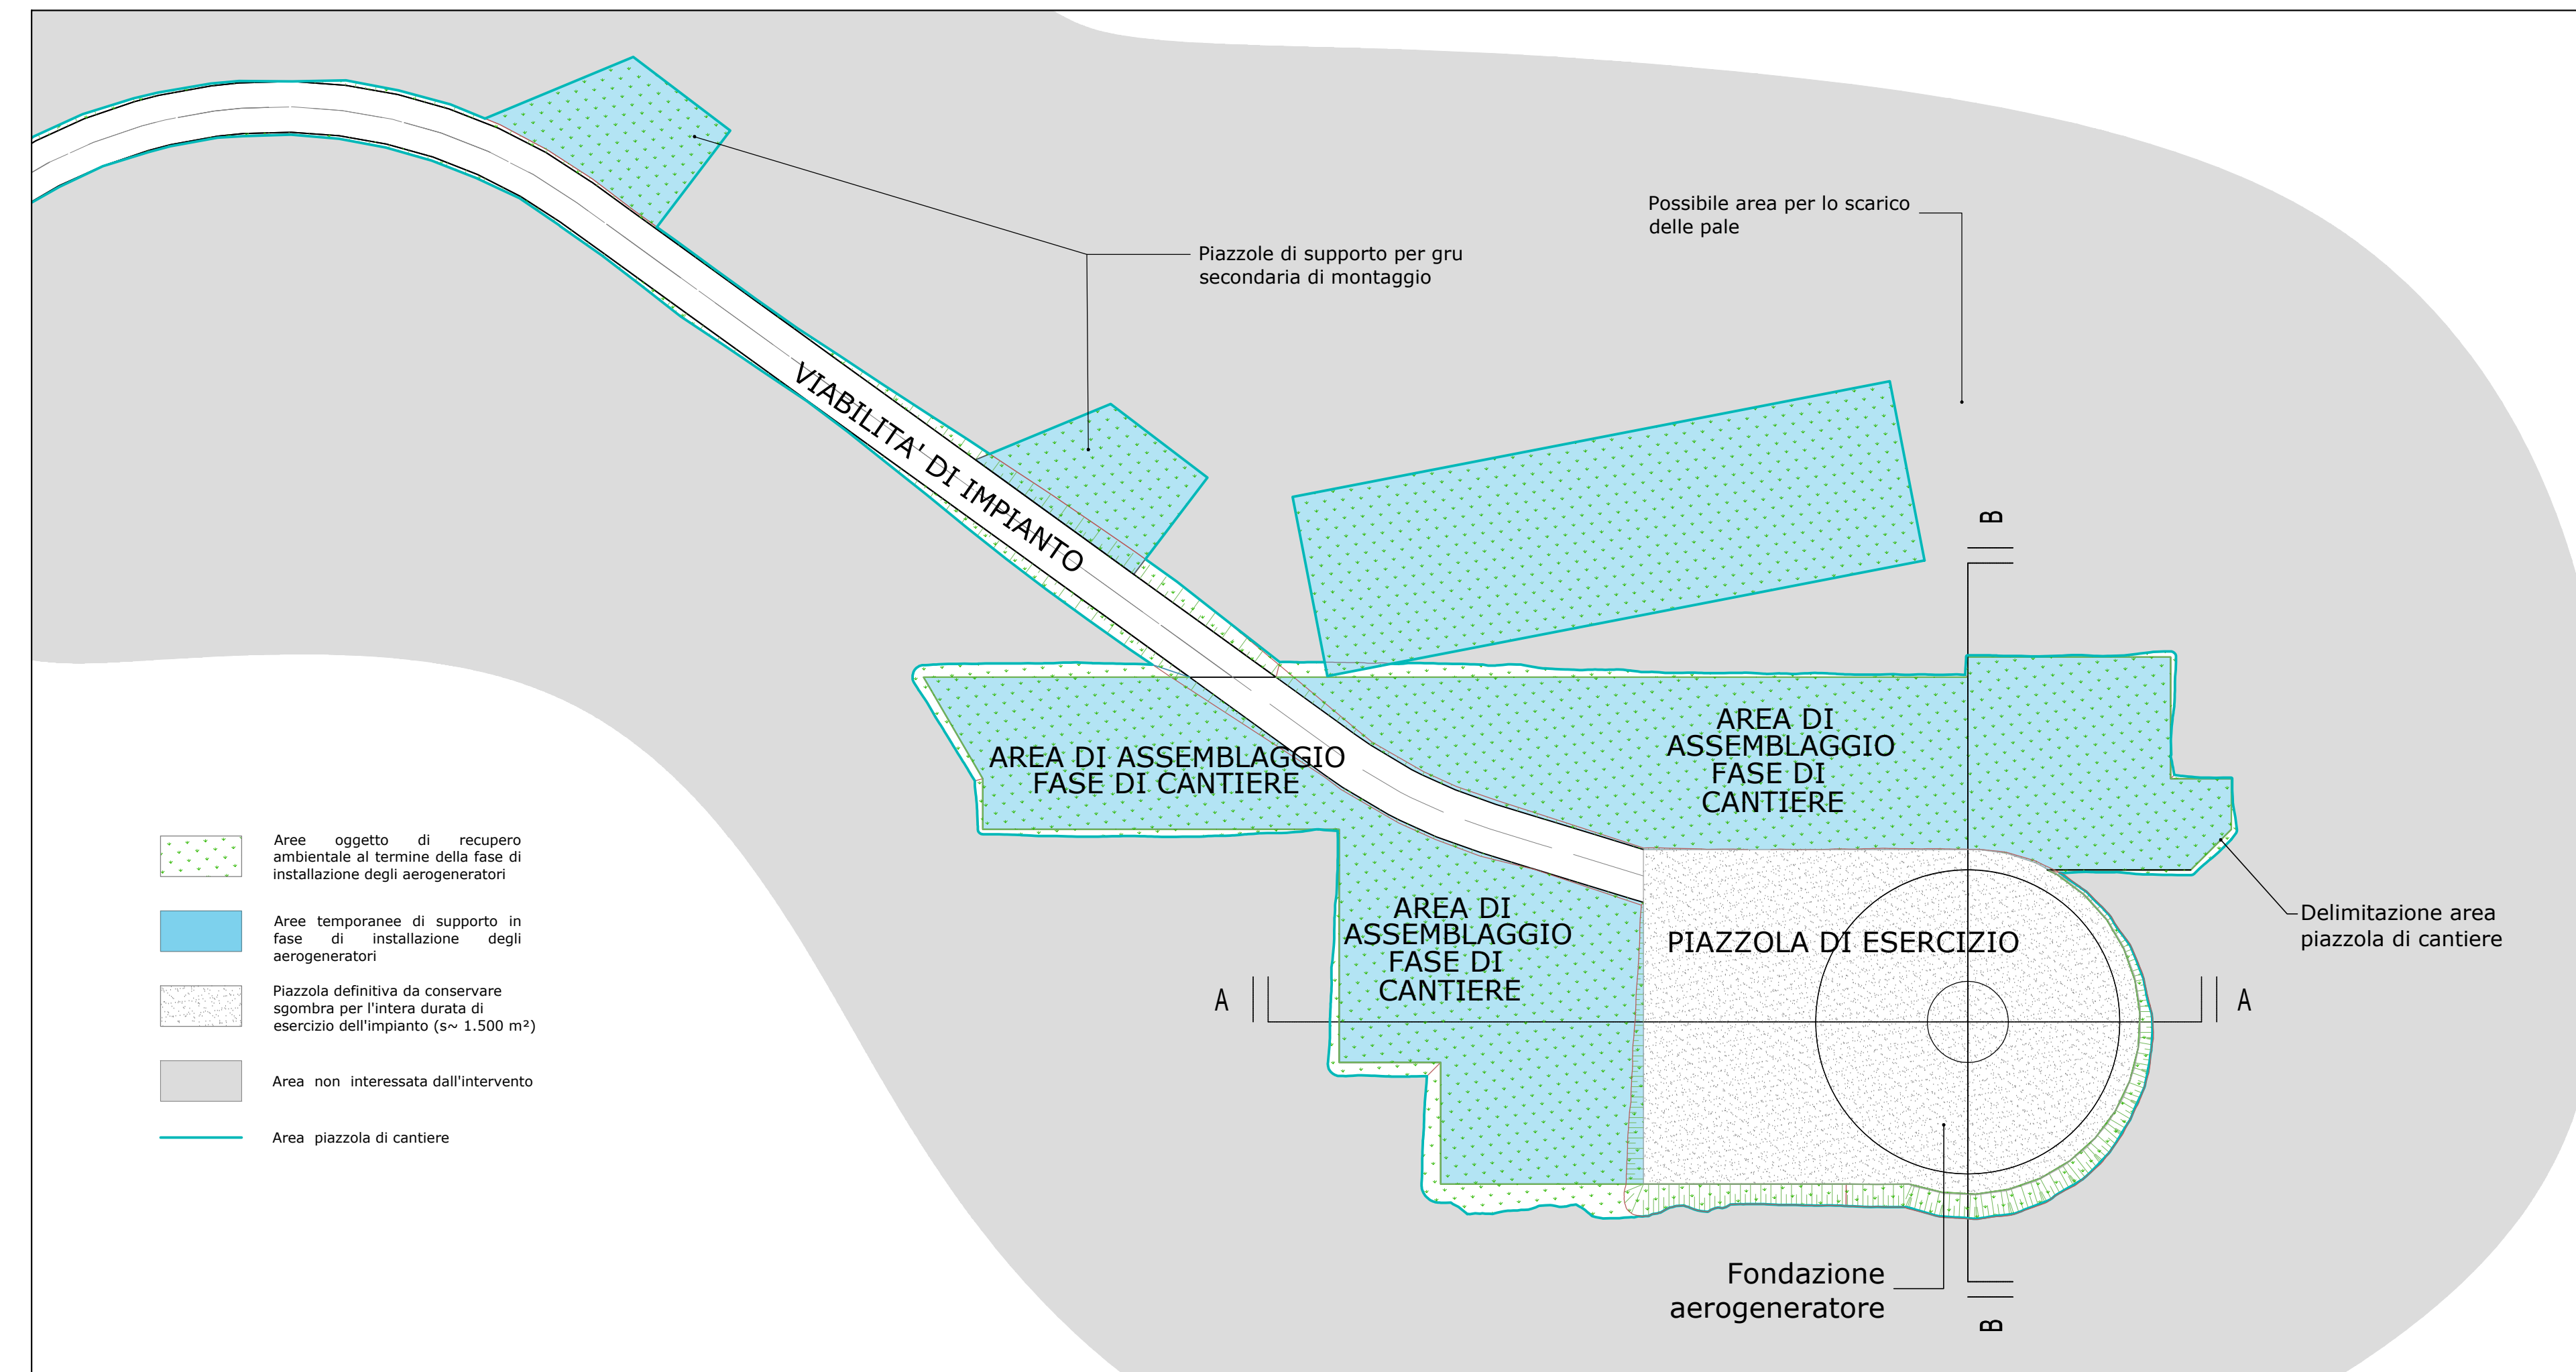 Possibile area per lo scarico
delle pale
Piazzole di supporto per gru
secondaria di montaggio
VIABILITA' DI IMPIANTO
B
AREA DI
ASSEMBLAGGIO
FASE DI
CANTIERE
AREA DI ASSEMBLAGGIO
FASE DI CANTIERE
AREA DI
ASSEMBLAGGIO
FASE DI
CANTIERE
PIAZZOLA DI ESERCIZIO
Delimitazione area
piazzola di cantiere
A
A
Fondazione
aerogeneratore
B
Aree oggetto di recupero
ambientale al termine della fase di
installazione degli aerogeneratori
Aree temporanee di supporto in
fase di installazione degli
aerogeneratori
Piazzola definitiva da conservare
sgombra per l'intera durata di
esercizio dell'impianto (s~ 1.500 m²)
Area non interessata dall'intervento
Area piazzola di cantiere